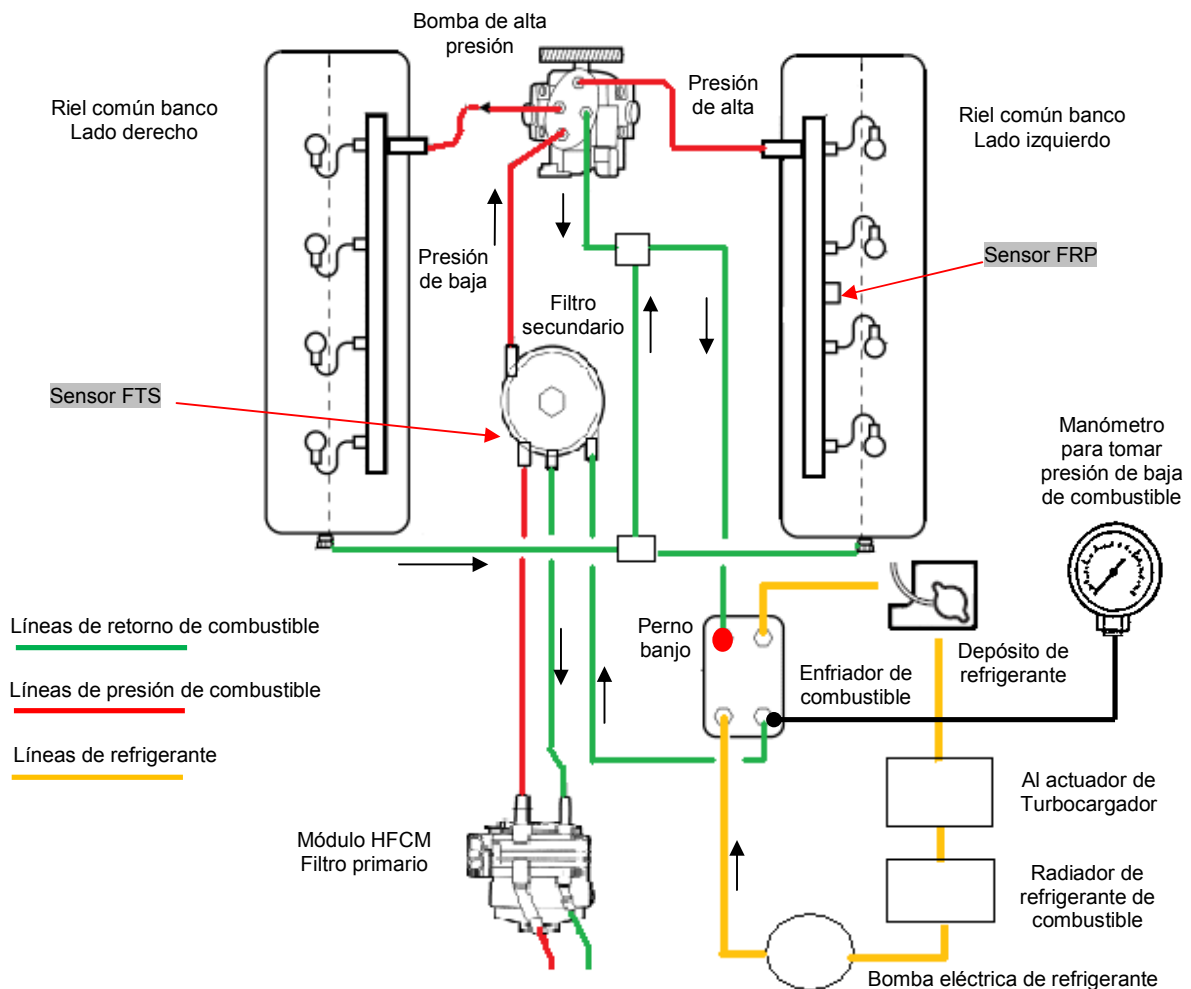 Bomba de alta
presión
Riel común banco
Lado derecho
Presión
de alta
Riel común banco
Lado izquierdo
Presión
de baja
Filtro
secundario
Sensor FRP
Sensor FTS
Manómetro
para tomar
presión de baja
de combustible
Líneas de retorno de combustible
Perno
banjo
Enfriador de
combustible
Depósito de
refrigerante
Líneas de presión de combustible
Líneas de refrigerante
Al actuador de
Turbocargador
Módulo HFCM
Filtro primario
Radiador de
refrigerante de
combustible
Bomba eléctrica de refrigerante